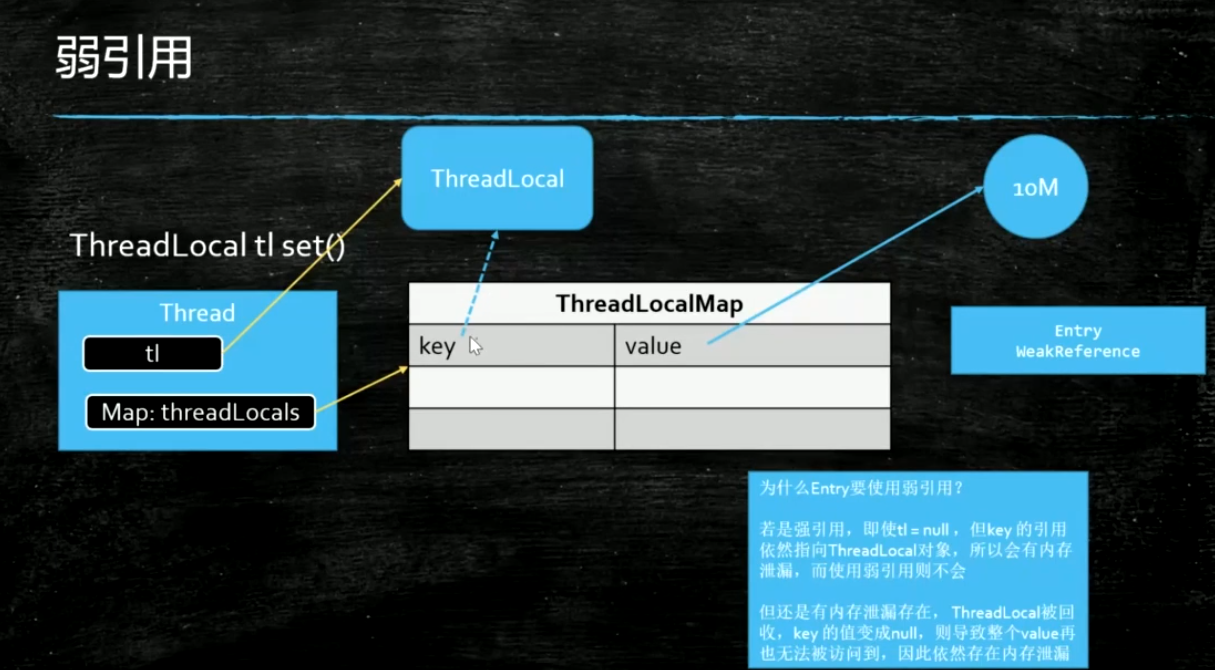 弱引用
ThreadLocal
10M
ThreadLocal tl set()
Thread
tl
Map: threadLocals
ThreadLocalMap
key
value
Entry
WeakReference
为什么Entry要使用弱引用?
若是强引用，即使tl = null ，但key 的引用
依然指向ThreadLocal对象，所以会有内存
泄漏，而使用弱引用则不会
但还是有内存泄漏存在， ThreadLocal被回
收，key 的值变成null，则导致整个value再
也无法被访问到，因此依然存在内存泄漏